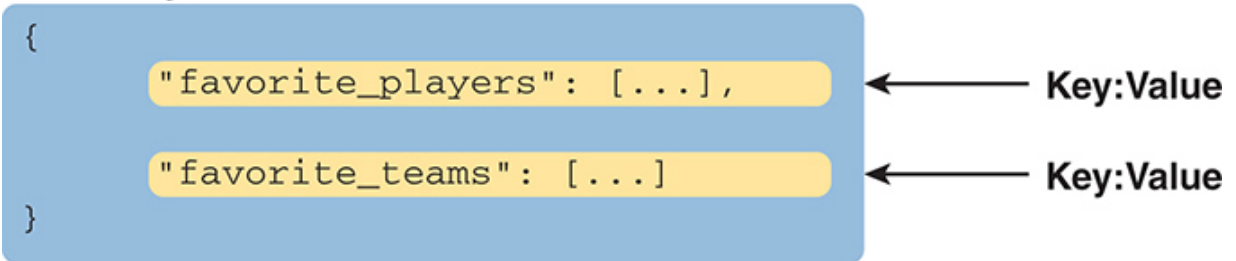 {
"favorite_players": [...], Key:Value
"favorite_teams": [...] Key:Value
}